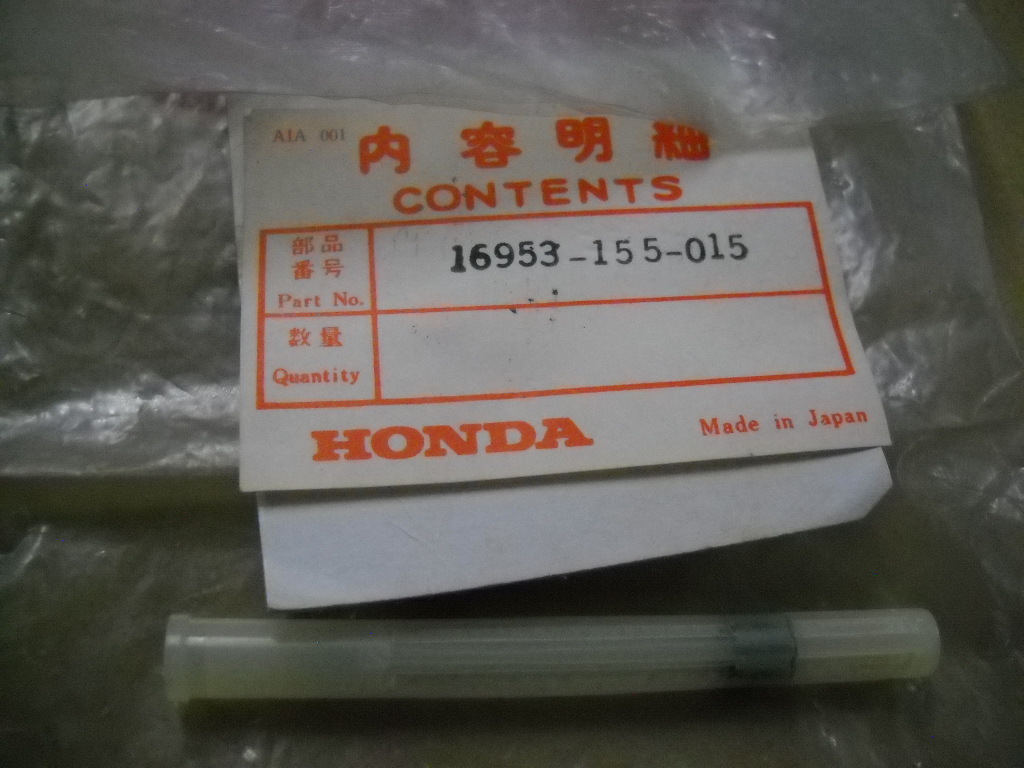 A1A 001
内容明細
CONTENTS
部品
番号
Part No.
16953-155-015
数量
Quantity
HONDA
Made in Japan